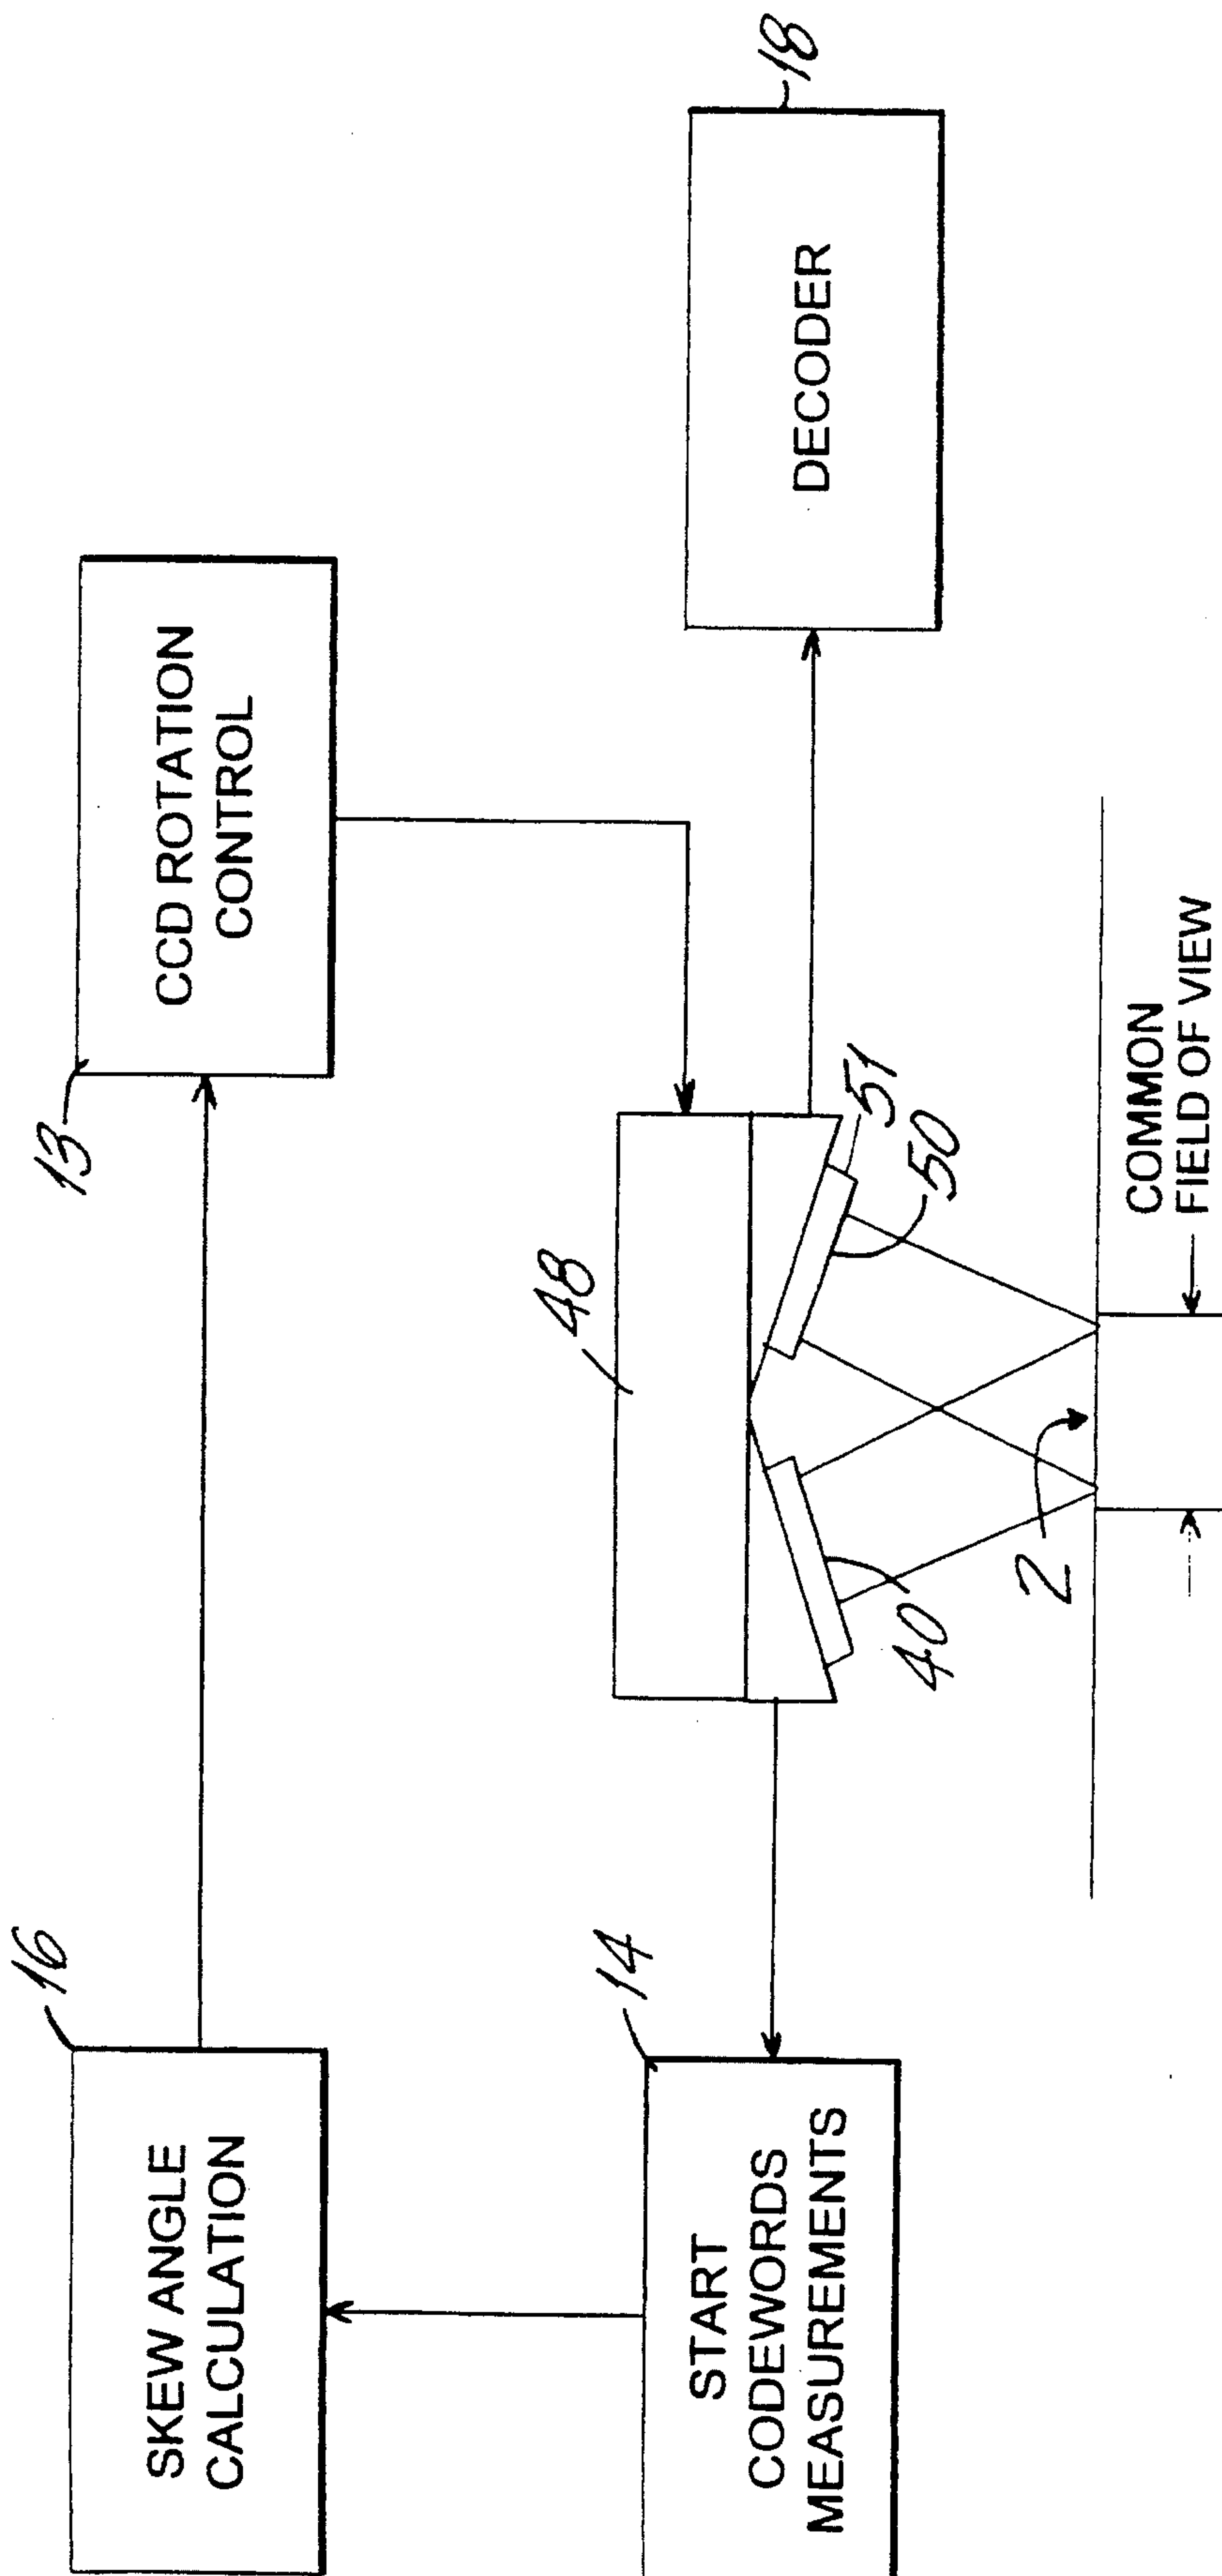 16
SKEW ANGLE
CALCULATION
13
CCD ROTATION
CONTROL
14
START
CODEWORDS
MEASUREMENTS
48
51
50
40
2
18
DECODER
COMMON
FIELD OF VIEW